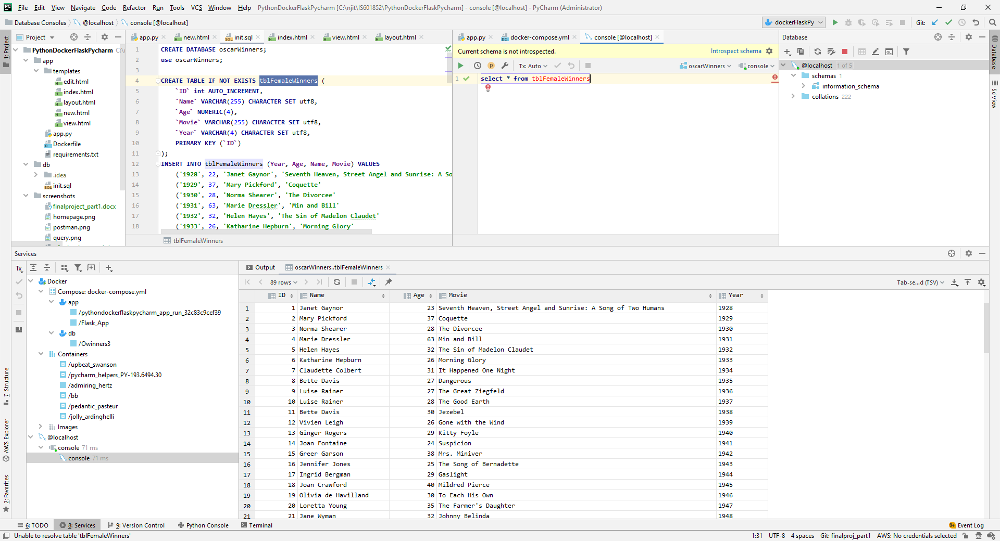 File Edit View Navigate Code Refactor Run Tools VCS Window Help PythonDockerFlaskPycharm [C:\njit\IS601852\PythonDockerFlaskPycharm] - console [@localhost] - PyCharm (Administrator)
Database Consoles @localhost console [@localhost] dockerFlaskPy Git:
1: Project
Project
PythonDockerFlaskPycharm
app
templates
edit.html
index.html
layout.html
new.html
view.html
app.py
Dockerfile
requirements.txt
db
.idea
init.sql
screenshots
finalproject_part1.docx
homepage.png
postman.png
query.png
app.py new.html init.sql index.html view.html layout.html
1 CREATE DATABASE oscarWinners;
2 use oscarWinners;
3
4 CREATE TABLE IF NOT EXISTS tblFemaleWinners (
5 `ID` int AUTO_INCREMENT,
6 `Name` VARCHAR(255) CHARACTER SET utf8,
7 `Age` NUMERIC(4),
8 `Movie` VARCHAR(255) CHARACTER SET utf8,
9 `Year` VARCHAR(4) CHARACTER SET utf8,
10 PRIMARY KEY (`ID`)
11 );
12 INSERT INTO tblFemaleWinners (Year, Age, Name, Movie) VALUES
13 ('1928', 22, 'Janet Gaynor', 'Seventh Heaven, Street Angel and Sunrise: A So
14 ('1929', 37, 'Mary Pickford', 'Coquette'
15 ('1930', 28, 'Norma Shearer', 'The Divorcee'
16 ('1931', 63, 'Marie Dressler', 'Min and Bill'
17 ('1932', 32, 'Helen Hayes', 'The Sin of Madelon Claudet'
18 ('1933', 26, 'Katharine Hepburn', 'Morning Glory'
tblFemaleWinners
app.py docker-compose.yml console [@localhost]
Current schema is not introspected. Introspect schema
Tx: Auto oscarWinners console
1 select * from tblFemaleWinners
Database
@localhost 1 of 5
schemas 1
information_schema
collations 222
Database
SciView
Services
Tx
Docker
Compose: docker-compose.yml
app
/pythondockerflaskpycharm_app_run_32c83c9cef39
/Flask_App
db
/Owinners3
Containers
/upbeat_swanson
/pycharm_helpers_PY-193.6494.30
/admiring_hertz
/bb
/pedantic_pasteur
/jolly_ardinghelli
Images
@localhost
console 71 ms
console 71 ms
7: Structure
AWS Explorer
2: Favorites
Output oscarWinners..tblFemaleWinners
89 rows Tab-se...d (TSV)
ID Name Age Movie Year
1 1 Janet Gaynor 23 Seventh Heaven, Street Angel and Sunrise: A Song of Two Humans 1928
2 2 Mary Pickford 37 Coquette 1929
3 3 Norma Shearer 28 The Divorcee 1930
4 4 Marie Dressler 63 Min and Bill 1931
5 5 Helen Hayes 32 The Sin of Madelon Claudet 1932
6 6 Katharine Hepburn 26 Morning Glory 1933
7 7 Claudette Colbert 31 It Happened One Night 1934
8 8 Bette Davis 27 Dangerous 1935
9 9 Luise Rainer 27 The Great Ziegfeld 1936
10 10 Luise Rainer 28 The Good Earth 1937
11 11 Bette Davis 30 Jezebel 1938
12 12 Vivien Leigh 26 Gone with the Wind 1939
13 13 Ginger Rogers 29 Kitty Foyle 1940
14 14 Joan Fontaine 24 Suspicion 1941
15 15 Greer Garson 38 Mrs. Miniver 1942
16 16 Jennifer Jones 25 The Song of Bernadette 1943
17 17 Ingrid Bergman 29 Gaslight 1944
18 18 Joan Crawford 40 Mildred Pierce 1945
19 19 Olivia de Havilland 30 To Each His Own 1946
20 20 Loretta Young 35 The Farmer's Daughter 1947
21 21 Jane Wyman 32 Johnny Belinda 1948
6: TODO 8: Services 9: Version Control Python Console Terminal 9+ Event Log
Unable to resolve table 'tblFemaleWinners' 1:31 UTF-8 4 spaces Git: finalproj_part1 AWS: No credentials selected